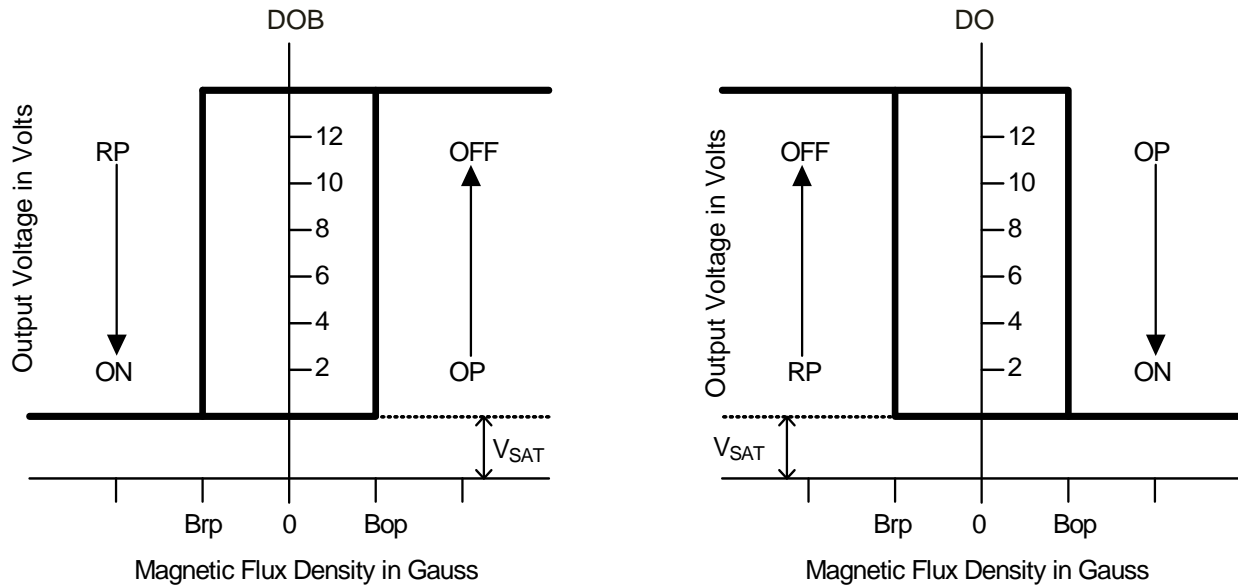 DOB
Output Voltage in Volts
12
10
8
6
4
2
RP
ON
OFF
OP
VSAT
Brp 0 Bop
Magnetic Flux Density in Gauss
DO
Output Voltage in Volts
12
10
8
6
4
2
OFF
RP
OP
ON
VSAT
Brp 0 Bop
Magnetic Flux Density in Gauss